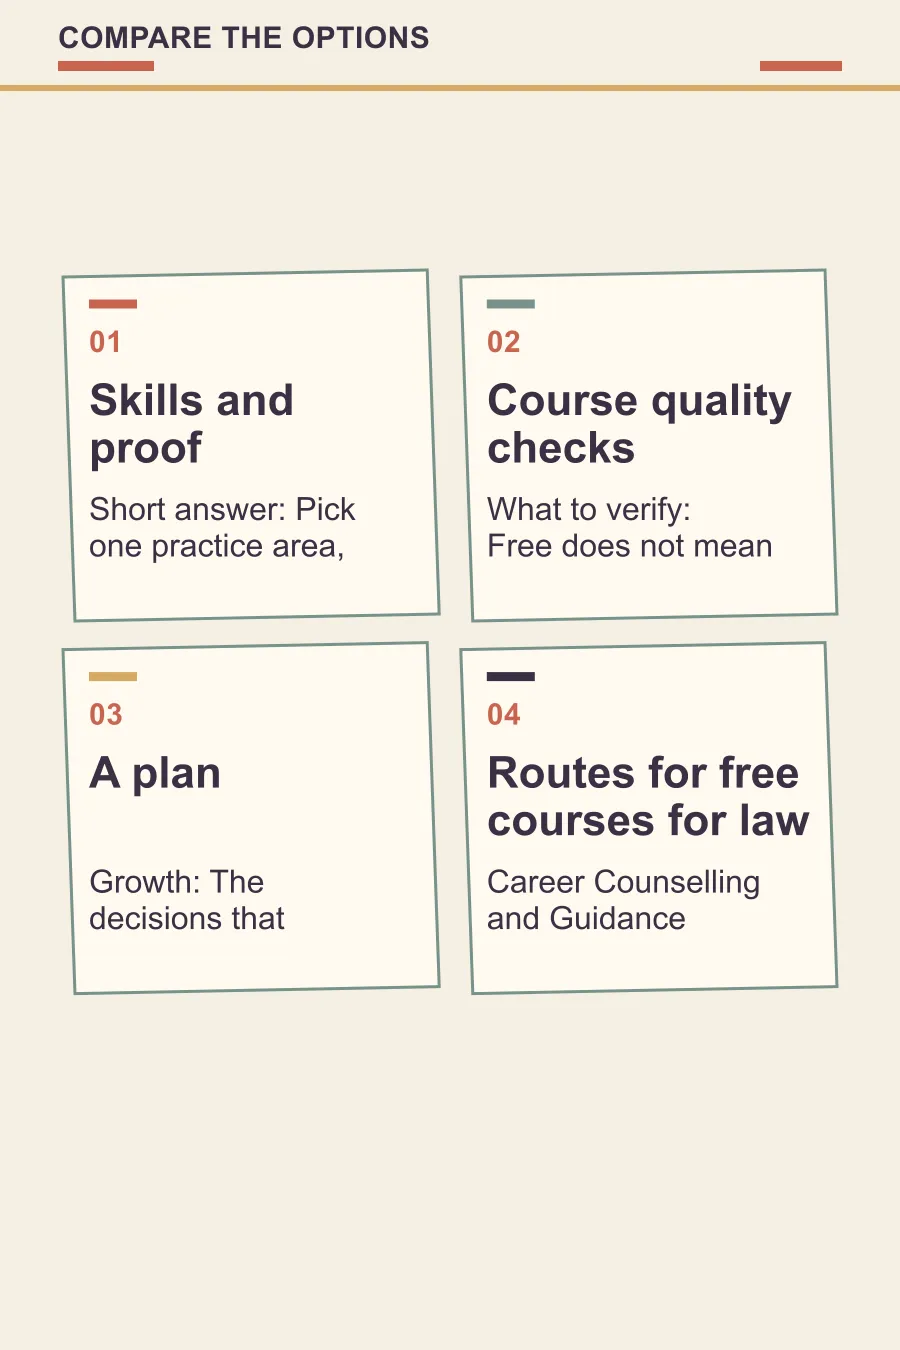 COMPARE THE OPTIONS
01
Skills and
proof
Short answer: Pick
one practice area,
02
Course quality
checks
What to verify:
Free does not mean
03
A plan
Growth: The
decisions that
04
Routes for free
courses for law
Career Counselling
and Guidance